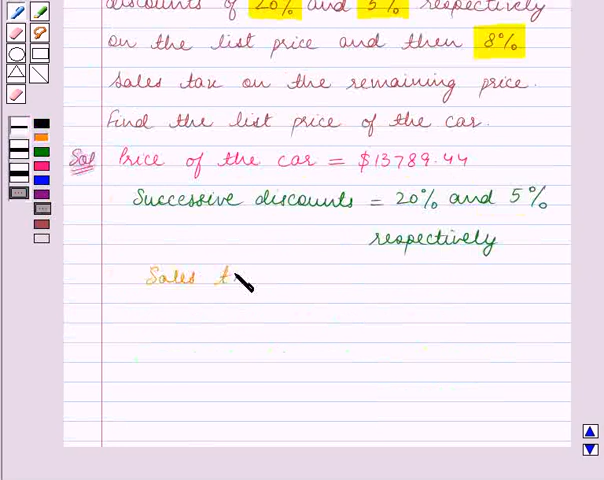 discounts of 20% and 5% respectively
on the list price and then 8%
Sales tax on the remaining price.
Find the list price of the car.
Sol Price of the car = $13789.44
Successive discounts = 20% and 5%
respectively
Sales t